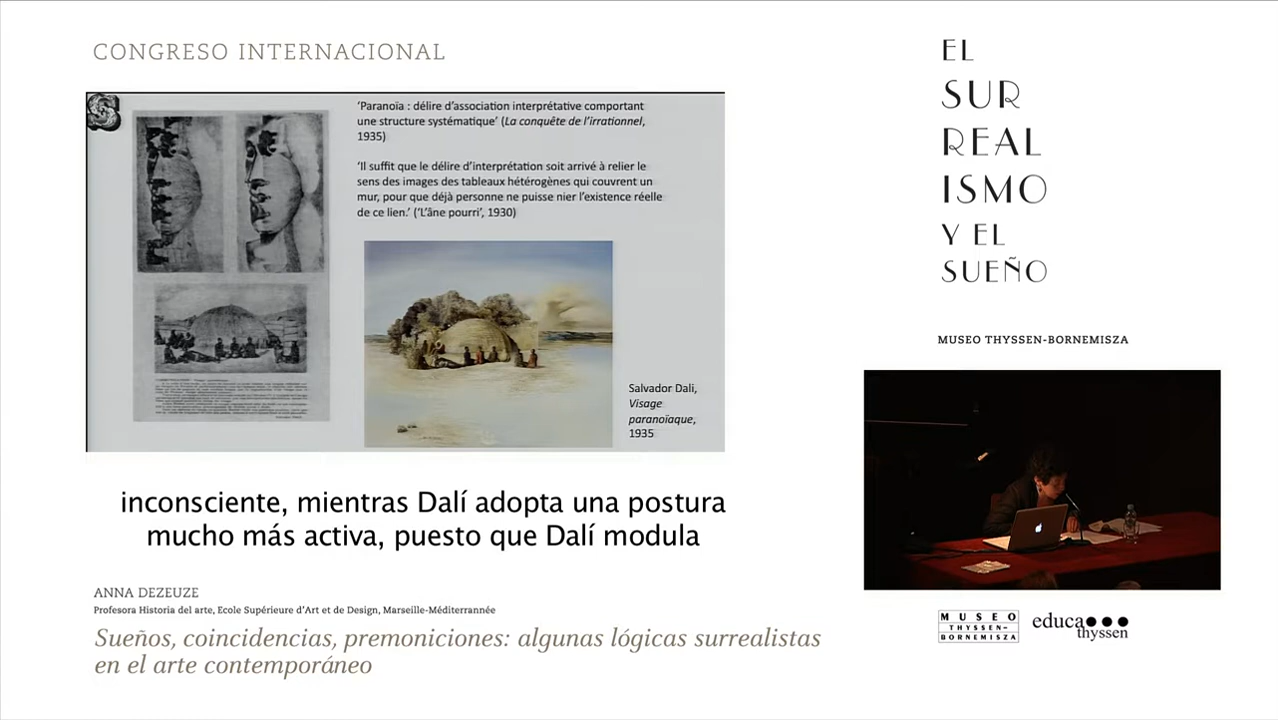 CONGRESO INTERNACIONAL
‘Paranoïa : délire d’association interprétative comportant
une structure systématique’ (La conquête de l’irrationnel,
1935)
‘Il suffit que le délire d’interprétation soit arrivé à relier le
sens des images des tableaux hétérogènes qui couvrent un
mur, pour que déjà personne ne puisse nier l’existence réelle
de ce lien.’ (‘L’âne pourri’, 1930)
Salvador Dalí,
Visage
paranoïaque,
1935
inconsciente, mientras Dalí adopta una postura
mucho más activa, puesto que Dalí modula
ANNA DEZEUZE
Profesora Historia del arte, Ecole Supérieure d’Art et de Design, Marseille-Méditerrannée
Sueños, coincidencias, premoniciones: algunas lógicas surrealistas
en el arte contemporáneo
EL
SUR
REAL
ISMO
Y EL
SUEÑO
MUSEO THYSSEN-BORNEMISZA
MUSEO
THYSSEN-
BORNEMISZA
educa
thyssen